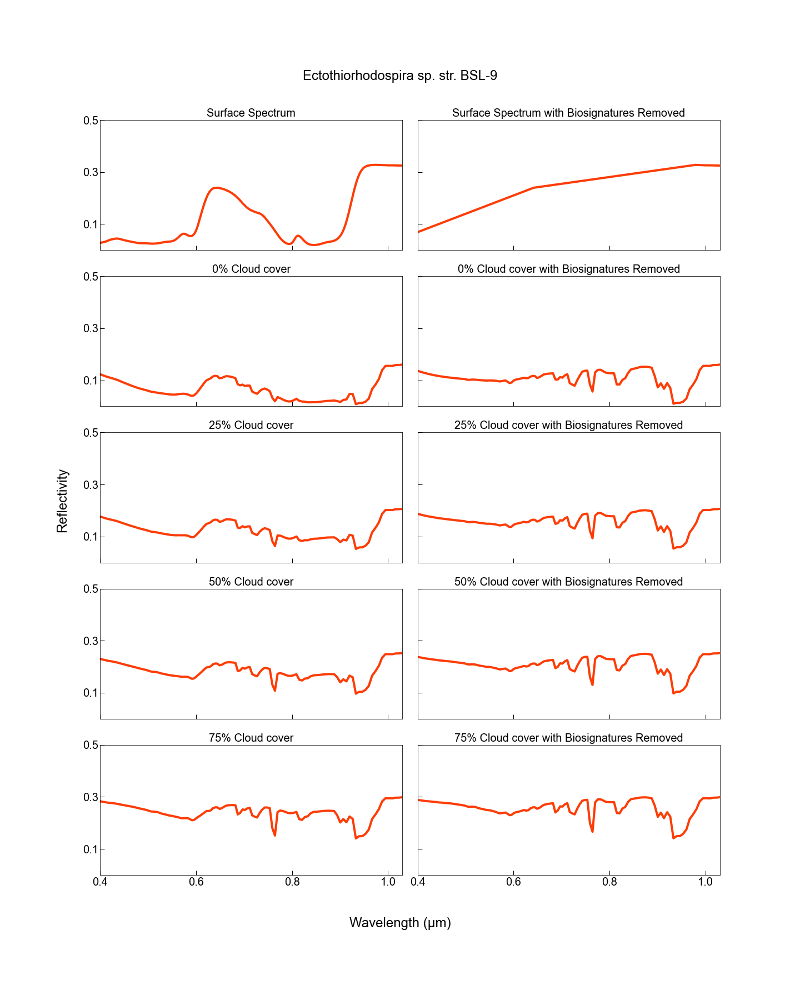 Ectothiorhodospira sp. str. BSL-9
Surface Spectrum
Surface Spectrum with Biosignatures Removed
0.5
0.3
0.1
0% Cloud cover
0% Cloud cover with Biosignatures Removed
0.5
0.3
0.1
25% Cloud cover
25% Cloud cover with Biosignatures Removed
0.5
0.3
0.1
Reflectivity
50% Cloud cover
50% Cloud cover with Biosignatures Removed
0.5
0.3
0.1
75% Cloud cover
75% Cloud cover with Biosignatures Removed
0.5
0.3
0.1
0.4 0.6 0.8 1.0 0.4 0.6 0.8 1.0
Wavelength (μm)